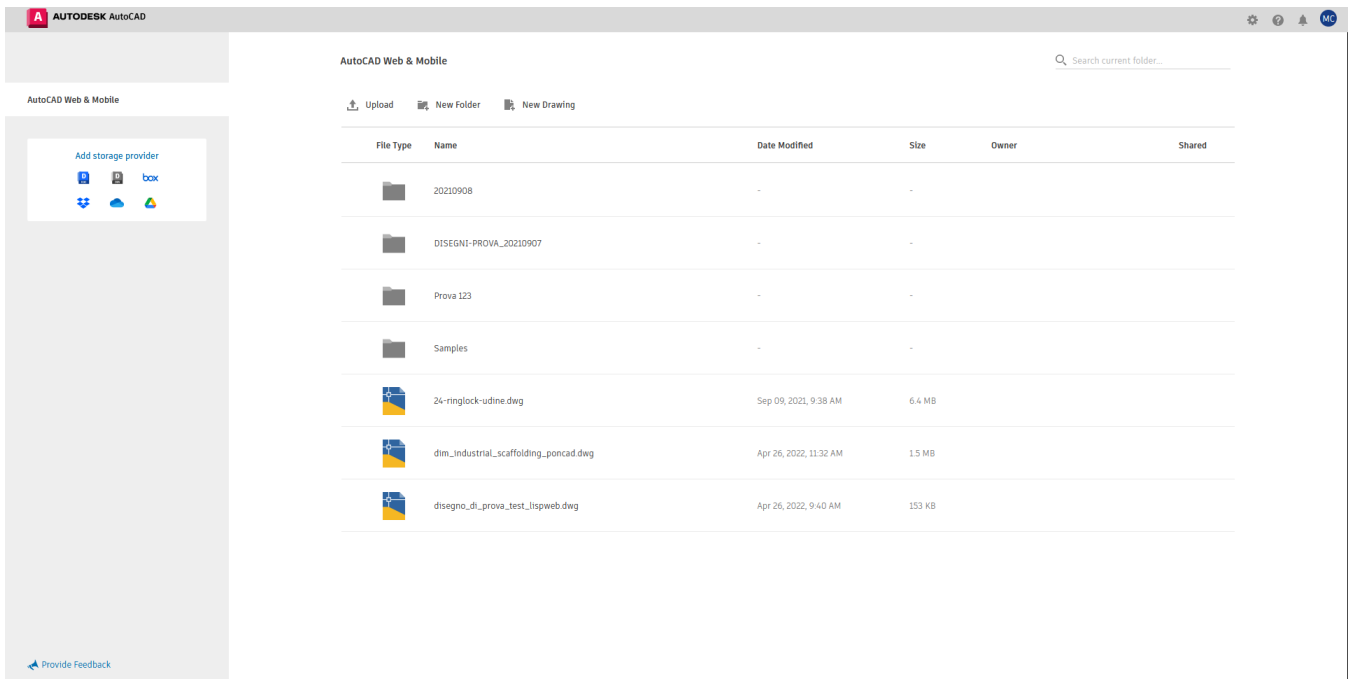 A AUTODESK AutoCAD
MC
AutoCAD Web & Mobile
Search current folder...
AutoCAD Web & Mobile
Upload New Folder New Drawing
File Type Name Date Modified Size Owner Shared
Add storage provider
box
20210908 - -
DISEGNI-PROVA_20210907 - -
Prova 123 - -
Samples - -
24-ringlock-udine.dwg Sep 09, 2021, 9:38 AM 6.4 MB
dim_industrial_scaffolding_poncad.dwg Apr 26, 2022, 11:32 AM 1.5 MB
disegno_di_prova_test_lispweb.dwg Apr 26, 2022, 9:40 AM 153 KB
Provide Feedback